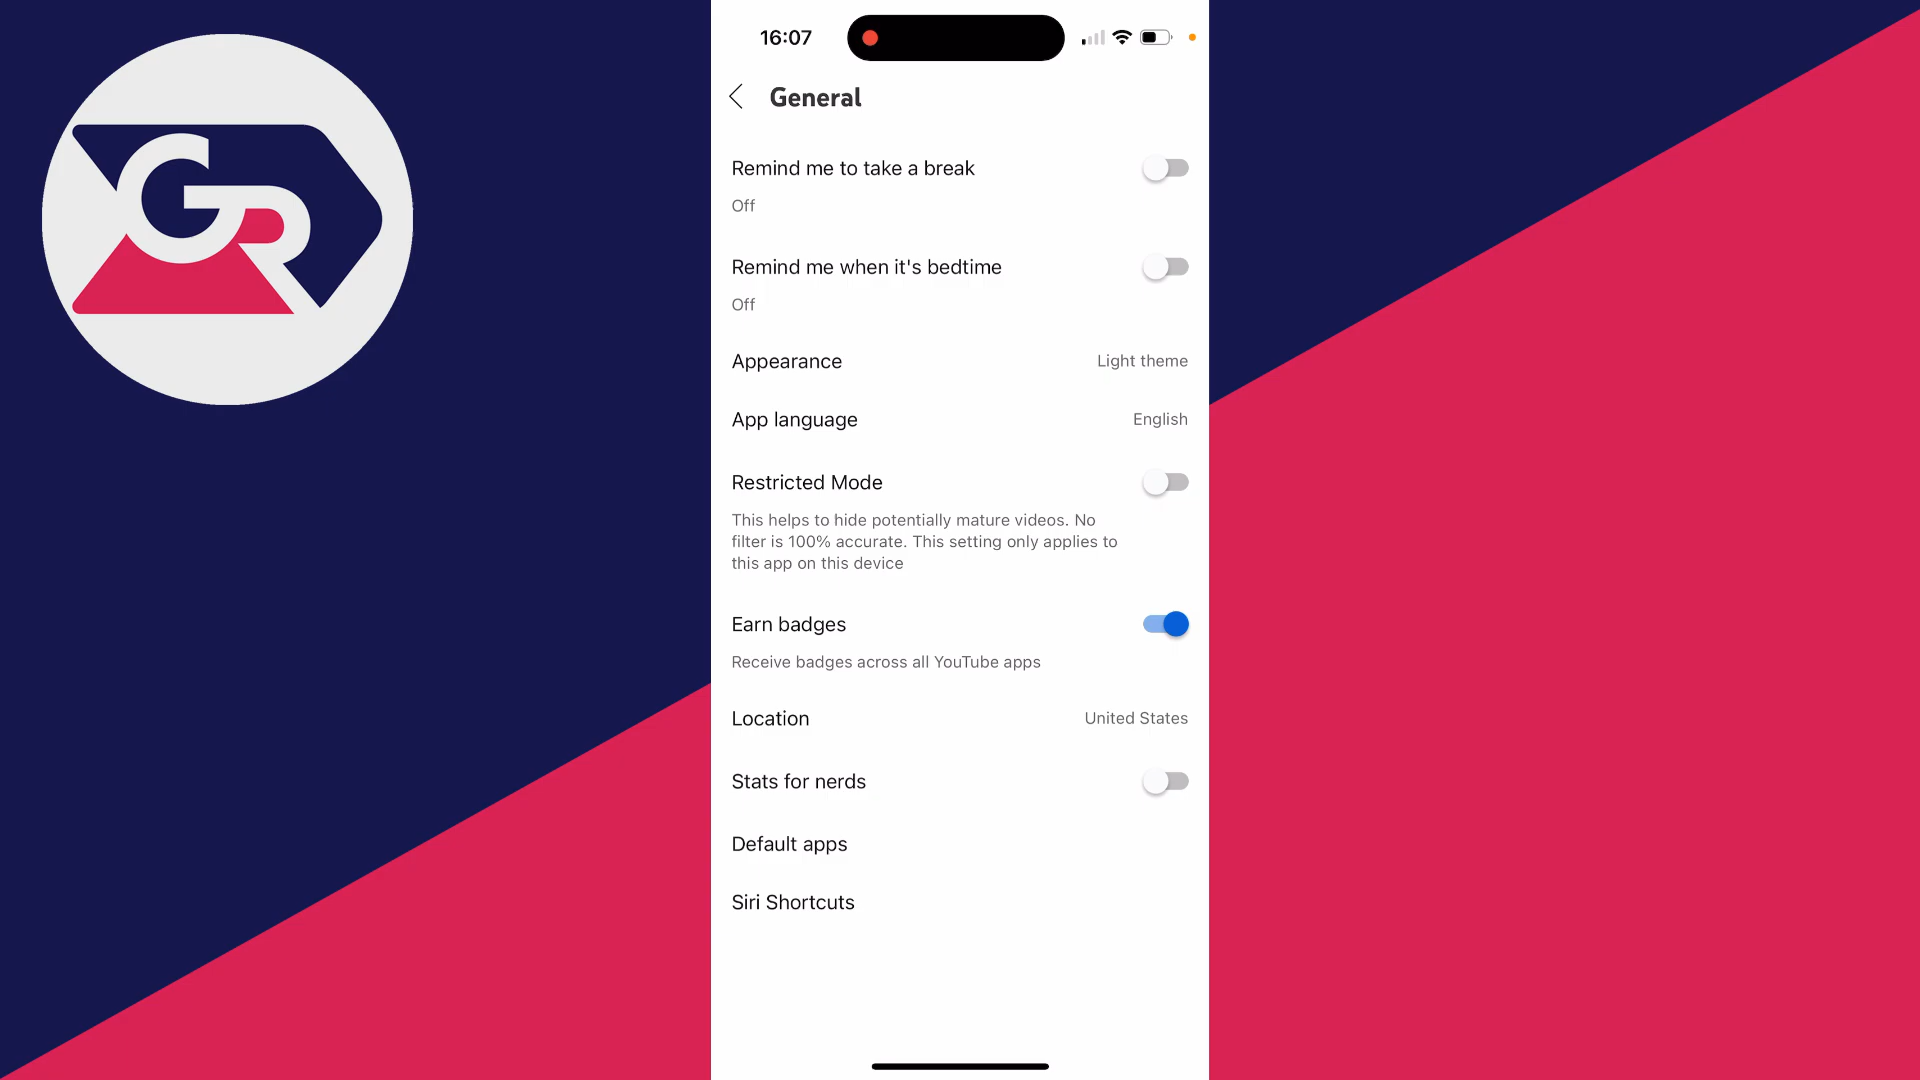 GR
16:07
General
Remind me to take a break
Off
Remind me when it's bedtime
Off
Appearance
Light theme
App language
English
Restricted Mode
This helps to hide potentially mature videos. No
filter is 100% accurate. This setting only applies to
this app on this device
Earn badges
Receive badges across all YouTube apps
Location
United States
Stats for nerds
Default apps
Siri Shortcuts